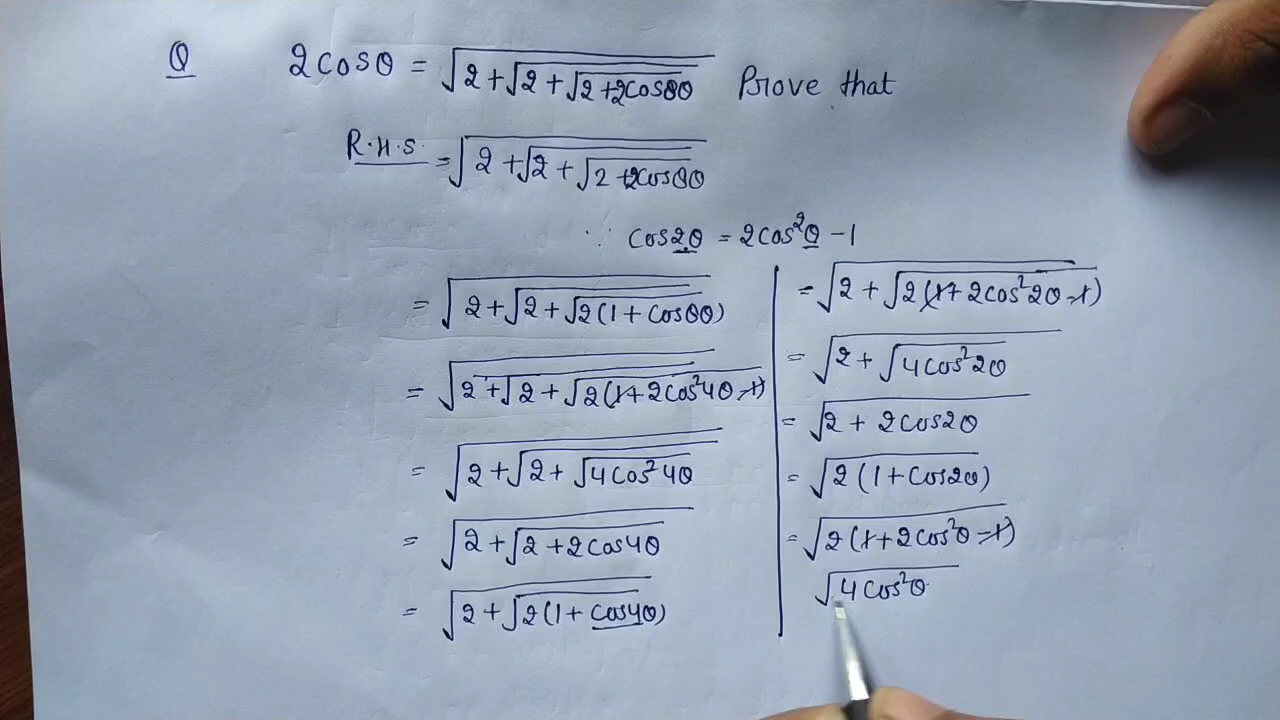 Q 2cosθ = √2+√2+√2+2cos8θ Prove that
R.H.S. = √2+√2+√2+2cos8θ
∵ cos2θ = 2cos²θ-1
= √2+√2+√2(1+cos8θ)
= √2+√2+√2(1+2cos²4θ-1)
= √2+√2+√4cos²4θ
= √2+√2+2cos4θ
= √2+√2(1+cos4θ)
= √2+√2(1+2cos²2θ-1)
= √2+√4cos²2θ
= √2+2cos2θ
= √2(1+cos2θ)
= √2(1+2cos²θ-1)
√4cos²θ